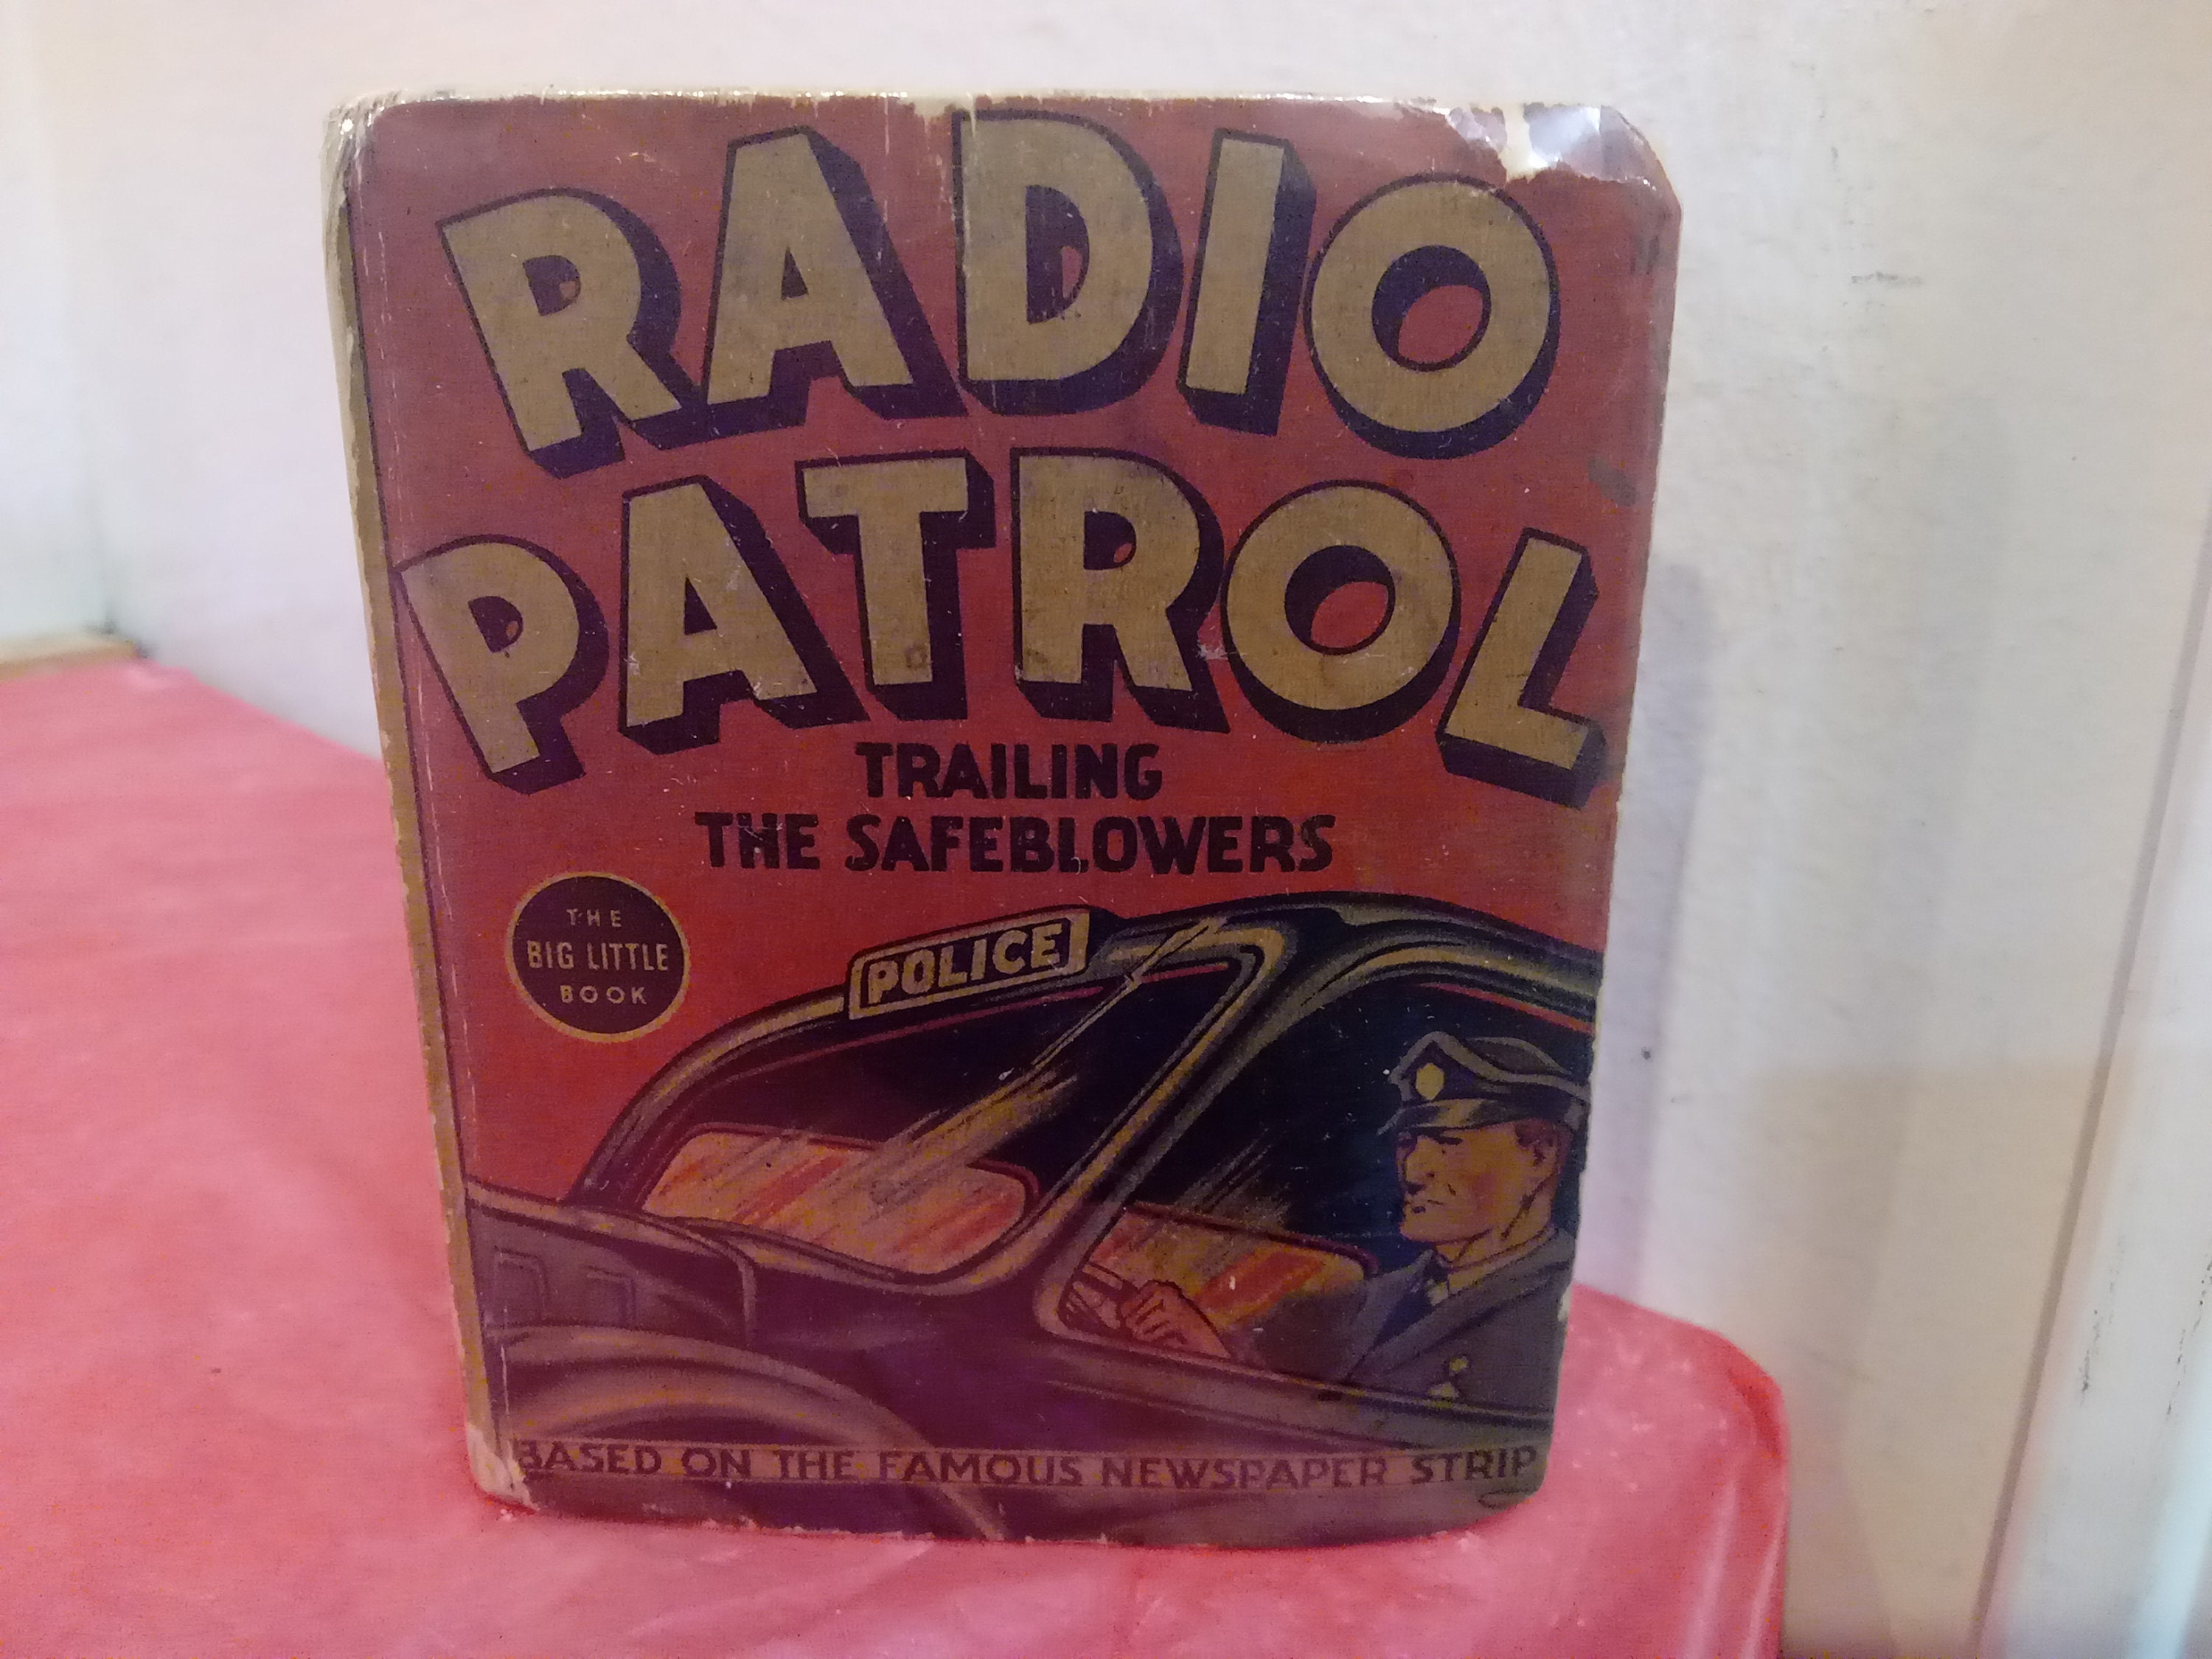 RADIO
PATROL
TRAILING
THE SAFEBLOWERS
THE
BIG LITTLE
BOOK
POLICE
BASED ON THE FAMOUS NEWSPAPER STRIP